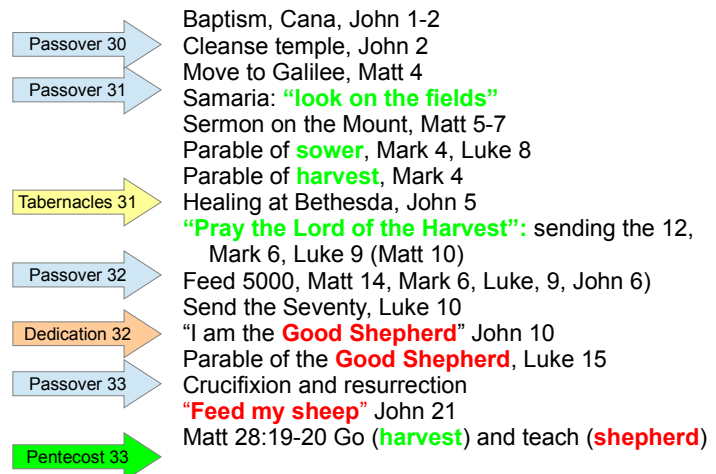 Baptism, Cana, John 1-2
Passover 30
Cleanse temple, John 2
Move to Galilee, Matt 4
Passover 31
Samaria: “look on the fields”
Sermon on the Mount, Matt 5-7
Parable of sower, Mark 4, Luke 8
Parable of harvest, Mark 4
Tabernacles 31
Healing at Bethesda, John 5
“Pray the Lord of the Harvest”: sending the 12,
Mark 6, Luke 9 (Matt 10)
Passover 32
Feed 5000, Matt 14, Mark 6, Luke, 9, John 6)
Send the Seventy, Luke 10
Dedication 32
“I am the Good Shepherd” John 10
Parable of the Good Shepherd, Luke 15
Passover 33
Crucifixion and resurrection
“Feed my sheep” John 21
Matt 28:19-20 Go (harvest) and teach (shepherd)
Pentecost 33